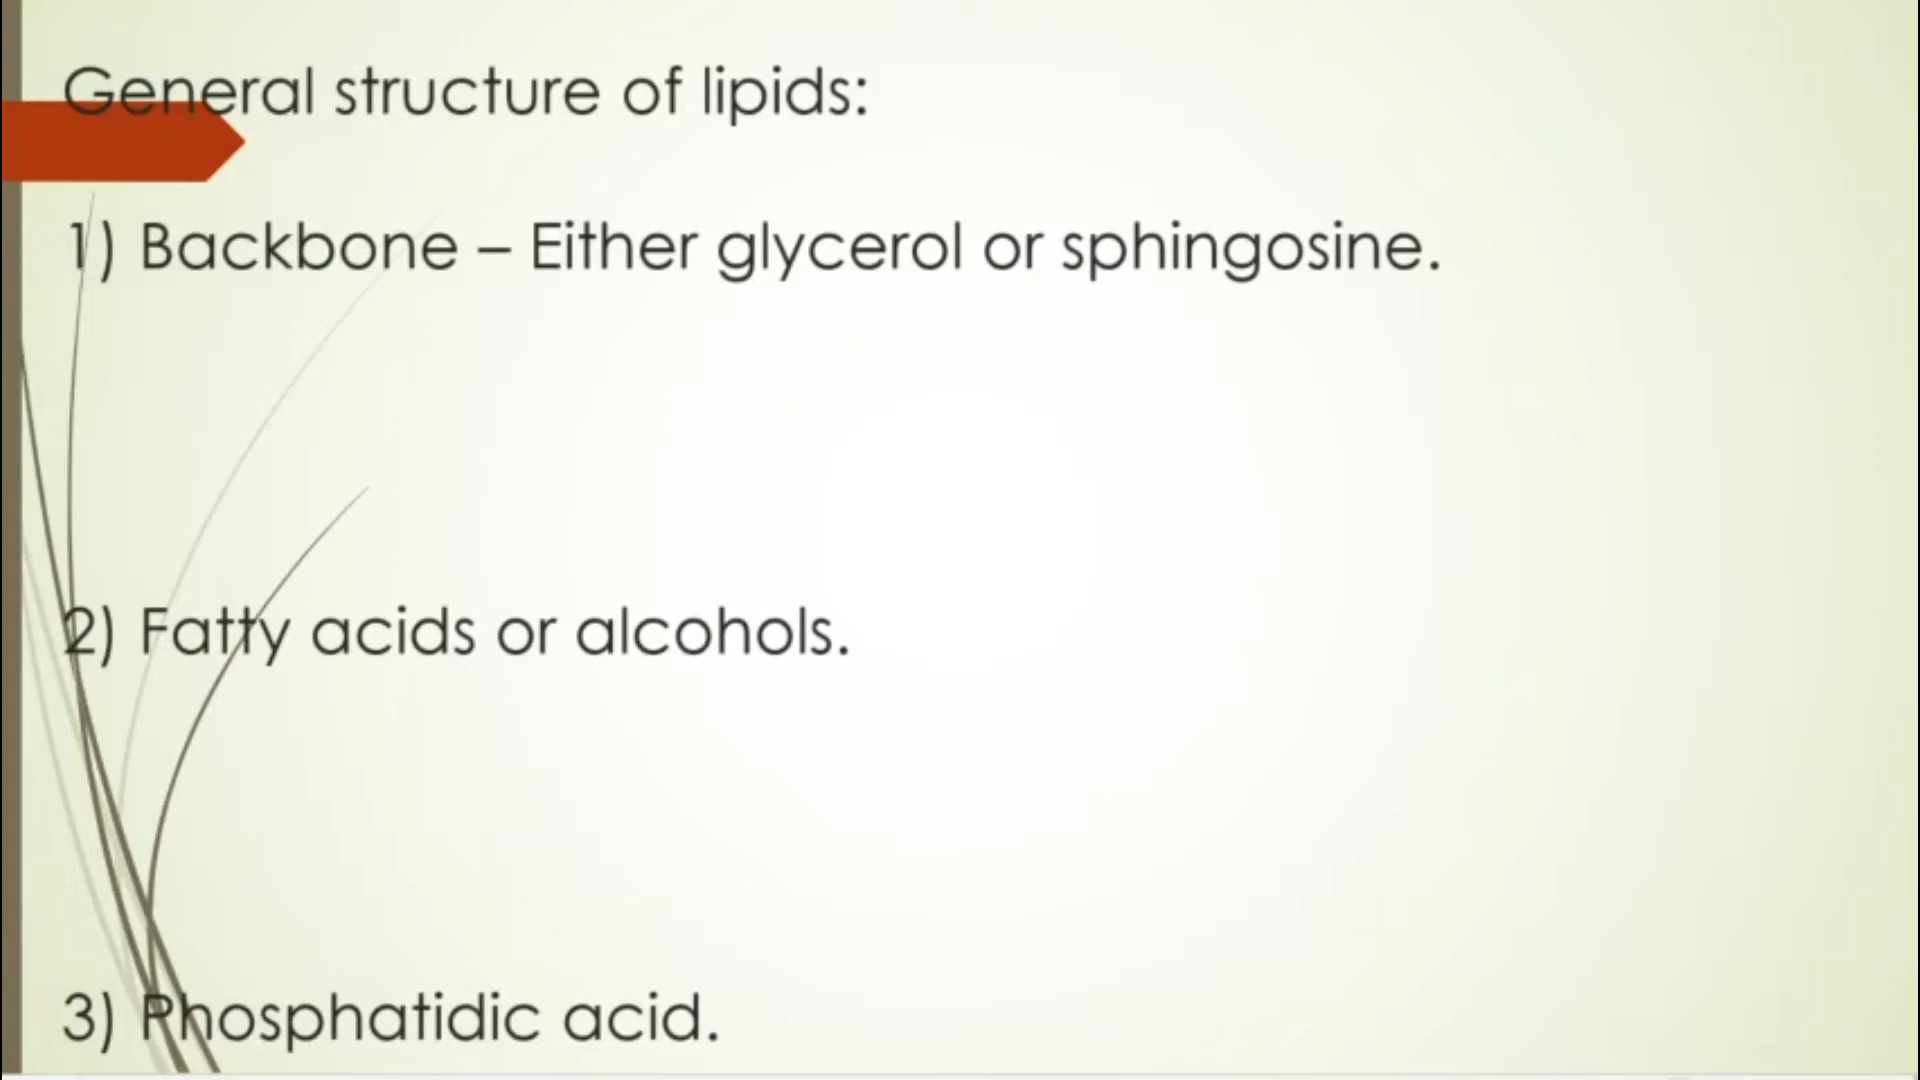 General structure of lipids:
1) Backbone – Either glycerol or sphingosine.
2) Fatty acids or alcohols.
3) Phosphatidic acid.